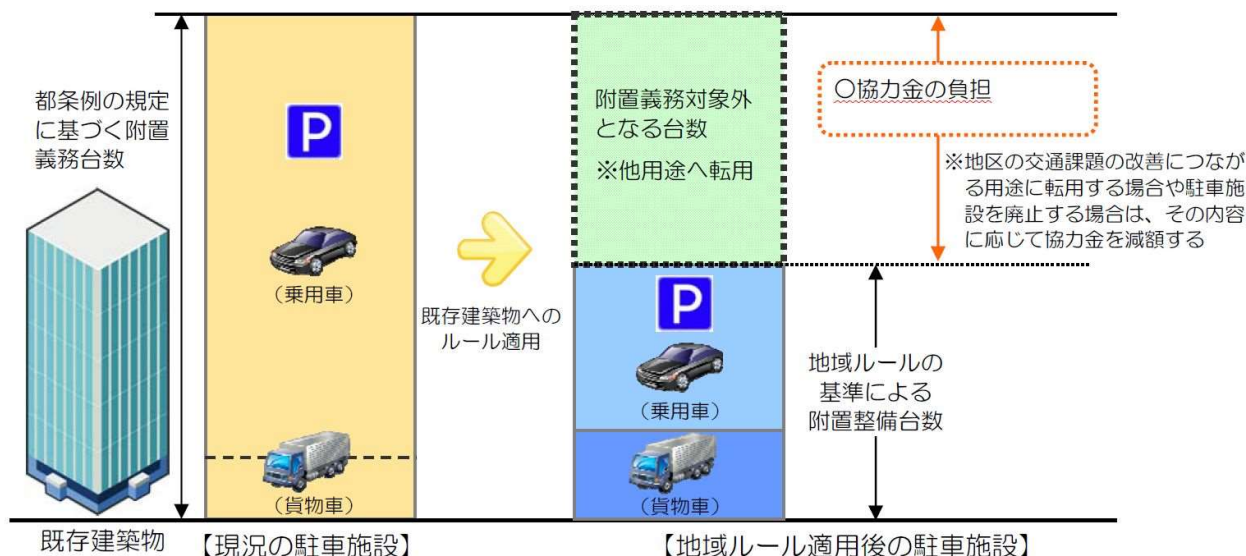 都条例の規定
に基づく附置
義務台数
P
(乗用車)
(貨物車)
既存建築物
【現況の駐車施設】
既存建築物への
ルール適用
附置義務対象外
となる台数
※他用途へ転用
P
(乗用車)
(貨物車)
【地域ルール適用後の駐車施設】
〇協力金の負担
※地区の交通課題の改善につなが
る用途に転用する場合や駐車施
設を廃止する場合は、その内容
に応じて協力金を減額する
地域ルールの
基準による
附置整備台数